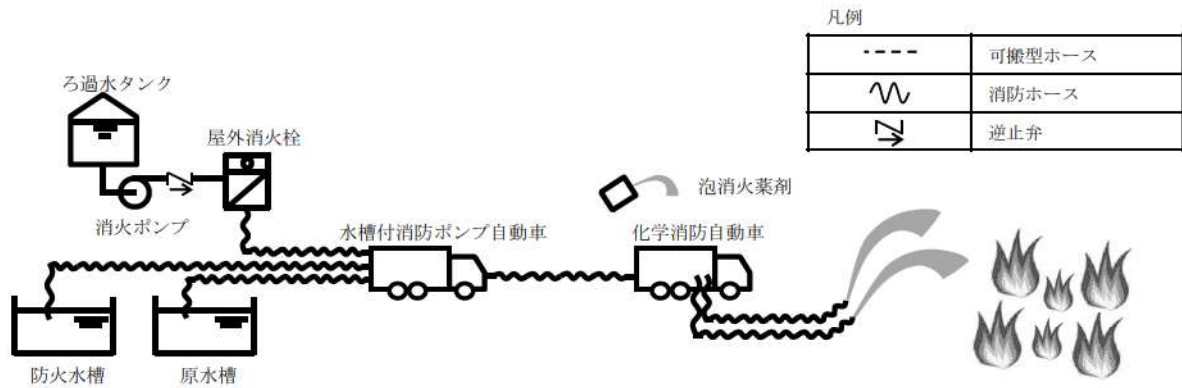 凡例
可搬型ホース
消防ホース
逆止弁
ろ過水タンク
屋外消火栓
消火ポンプ
泡消火薬剤
水槽付消防ポンプ自動車
化学消防自動車
防火水槽
原水槽